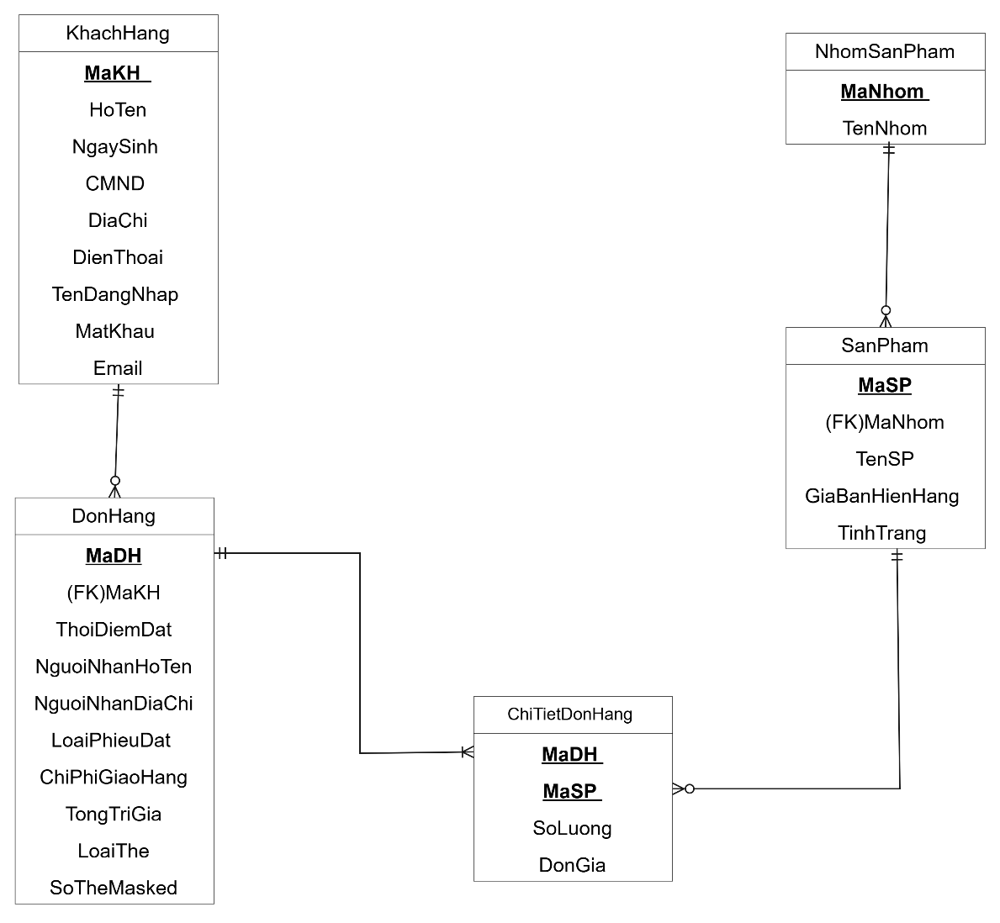 KhachHang
MaKH
HoTen
NgaySinh
CMND
DiaChi
DienThoai
TenDangNhap
MatKhau
Email
NhomSanPham
MaNhom
TenNhom
SanPham
MaSP
(FK)MaNhom
TenSP
GiaBanHienHang
TinhTrang
DonHang
MaDH
(FK)MaKH
ThoiDiemDat
NguoiNhanHoTen
NguoiNhanDiaChi
LoaiPhieuDat
ChiPhiGiaoHang
TongTriGia
LoaiThe
SoTheMasked
ChiTietDonHang
MaDH
MaSP
SoLuong
DonGia